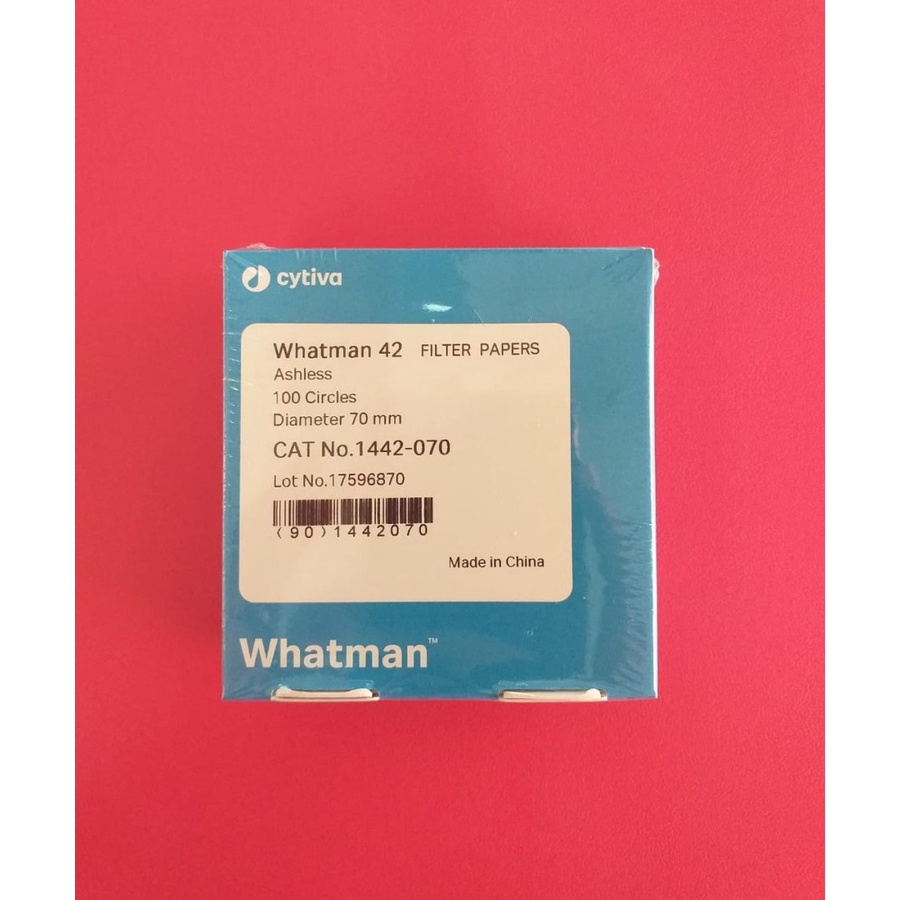 cytiva
Whatman 42 FILTER PAPERS
Ashless
100 Circles
Diameter 70 mm
CAT No.1442-070
Lot No.17596870
(90)1442070
Made in China
Whatman™